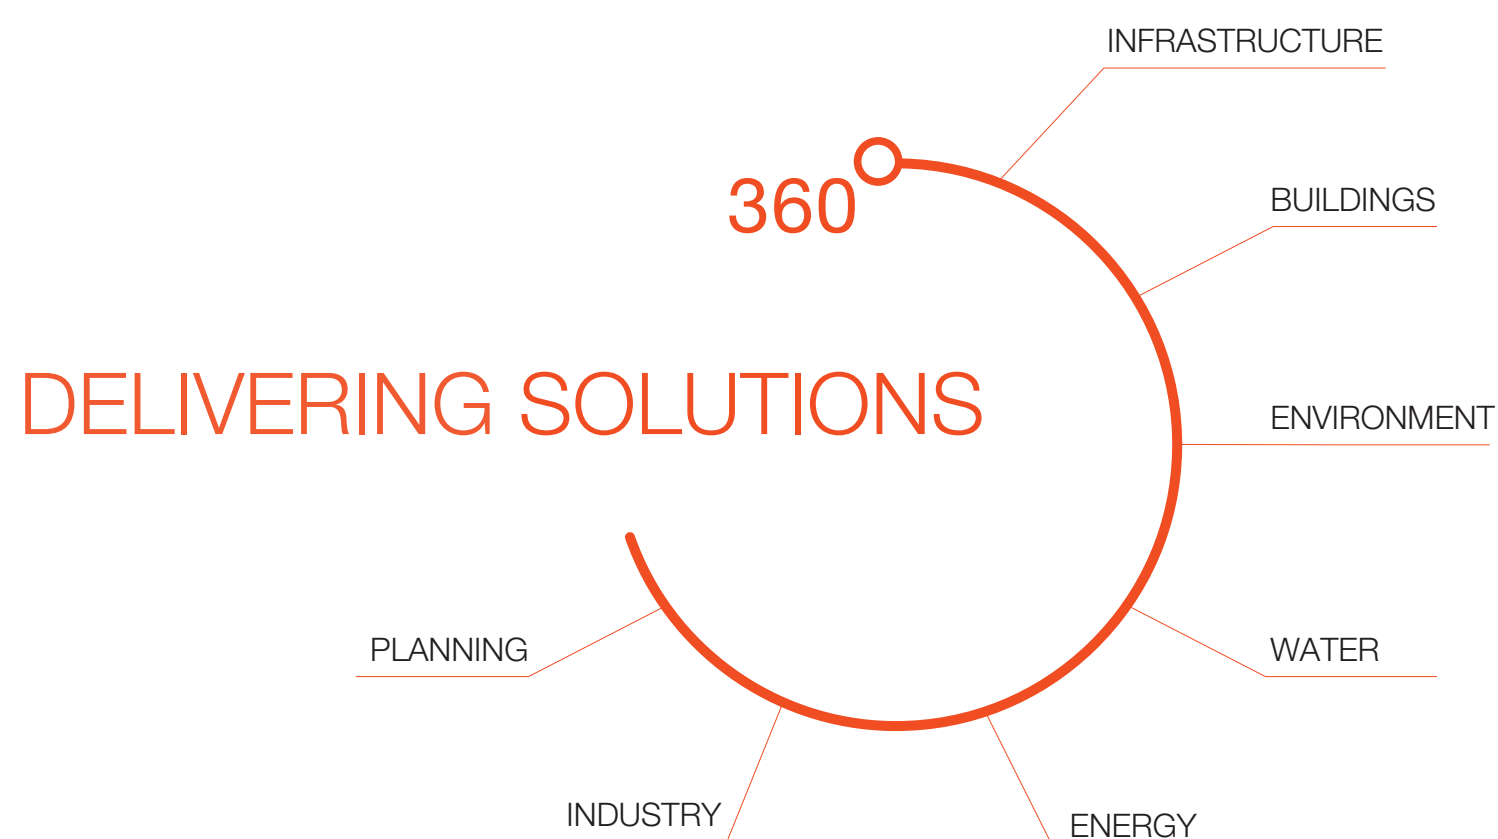 INFRASTRUCTURE
360
BUILDINGS
DELIVERING SOLUTIONS
ENVIRONMENT
PLANNING
WATER
INDUSTRY
ENERGY